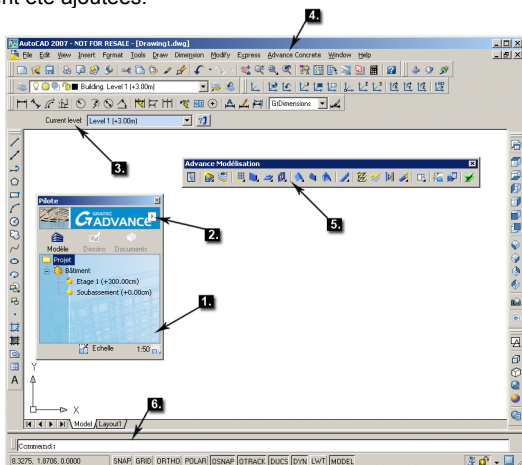 ent été ajoutées.
4.
AutoCAD 2007 - NOT FOR RESALE - [Drawing1.dwg]
File Edit View Insert Format Tools Draw Dimension Modify Express Advance Concrete Window Help
Building. Level 1 (+3.00m)
GrDimensions
Current level: Level 1 (+3.00m)
3.
Advance Modélisation
5.
Pilote
GRAITEC
ADVANCE
2.
Modèle Dessins Documents
Projet
Bâtiment
Etage 1 (+300.00cm)
Soubassement (+0.00cm)
1.
Echelle 1:50
Y
X
A
Model Layout1
6.
Command:
8.3275, 1.8706, 0.0000 SNAP GRID ORTHO POLAR OSNAP OTRACK DUCS DYN LWT MODEL